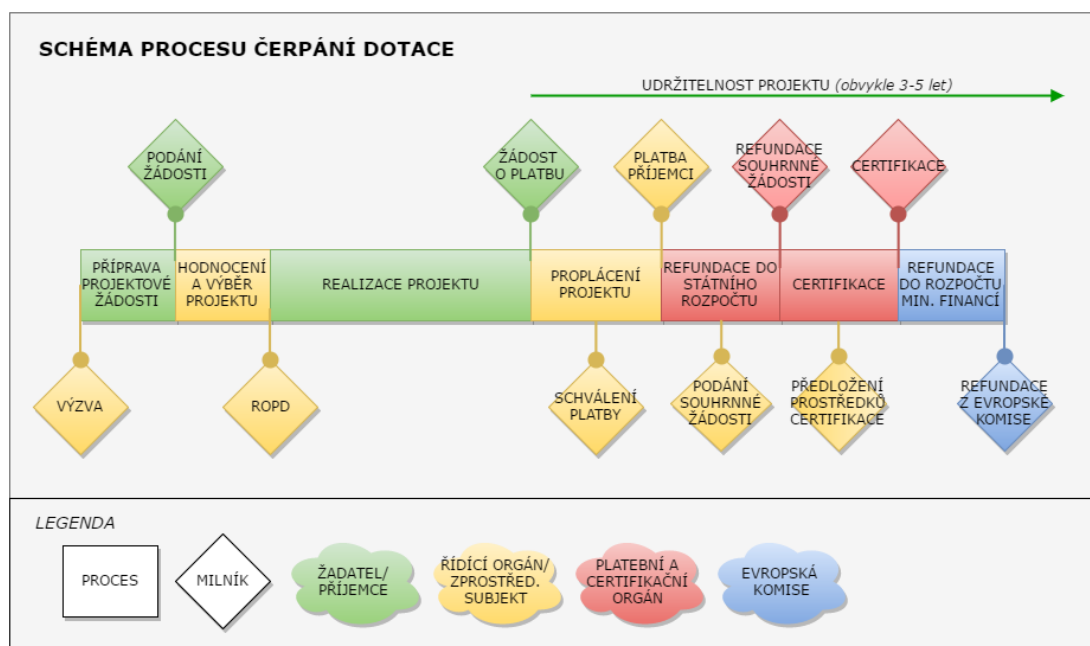 SCHÉMA PROCESU ČERPÁNÍ DOTACE
UDRŽITELNOST PROJEKTU (obvykle 3-5 let)
PODÁNÍ
ŽÁDOSTI
ŽÁDOST
O PLATBU
PLATBA
PŘÍJEMCI
REFUNDACE
SOUHRNNÉ
ŽÁDOSTI
CERTIFIKACE
PŘÍPRAVA
PROJEKTOVÉ
ŽÁDOSTI
HODNOCENÍ
A VÝBĚR
PROJEKTU
REALIZACE PROJEKTU
PROPLÁCENÍ
PROJEKTU
REFUNDACE DO
STÁTNÍHO
ROZPOČTU
CERTIFIKACE
REFUNDACE
DO ROZPOČTU
MIN. FINANCÍ
VÝZVA
ROPD
SCHVÁLENÍ
PLATBY
PODÁNÍ
SOUHRNNÉ
ŽÁDOSTI
PŘEDLOŽENÍ
PROSTŘEDKŮ
CERTIFIKACE
REFUNDACE
Z EVROPSKÉ
KOMISE
LEGENDA
PROCES
MILNÍK
ŽADATEL/
PŘÍJEMCE
ŘÍDÍCÍ ORGÁN/
ZPROSTŘED.
SUBJEKT
PLATEBNÍ A
CERTIFIKAČNÍ
ORGÁN
EVROPSKÁ
KOMISE